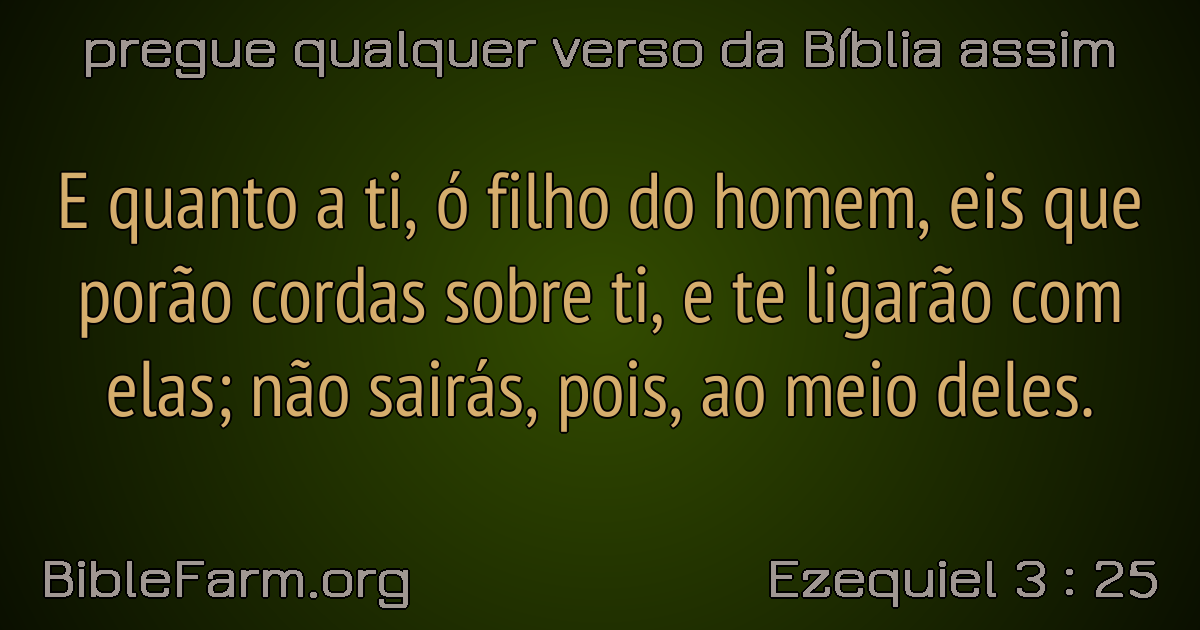 pregue qualquer verso da Bíblia assim
E quanto a ti, ó filho do homem, eis que
porão cordas sobre ti, e te ligarão com
elas; não sairás, pois, ao meio deles.
BibleFarm.org
Ezequiel 3 : 25